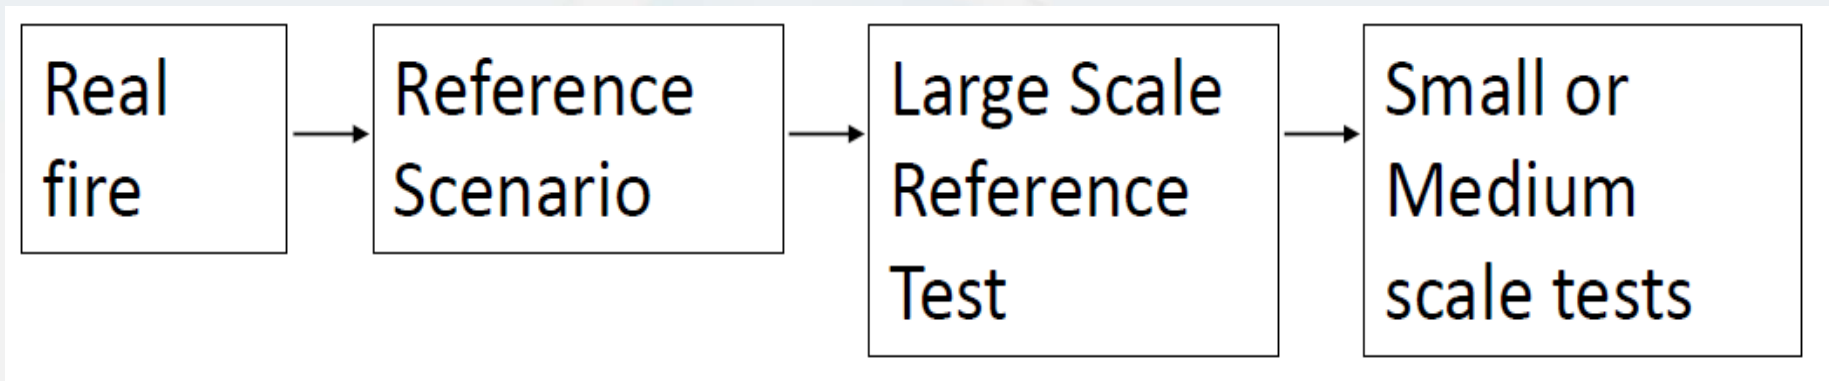 Real
fire
Reference
Scenario
Large Scale
Reference
Test
Small or
Medium
scale tests